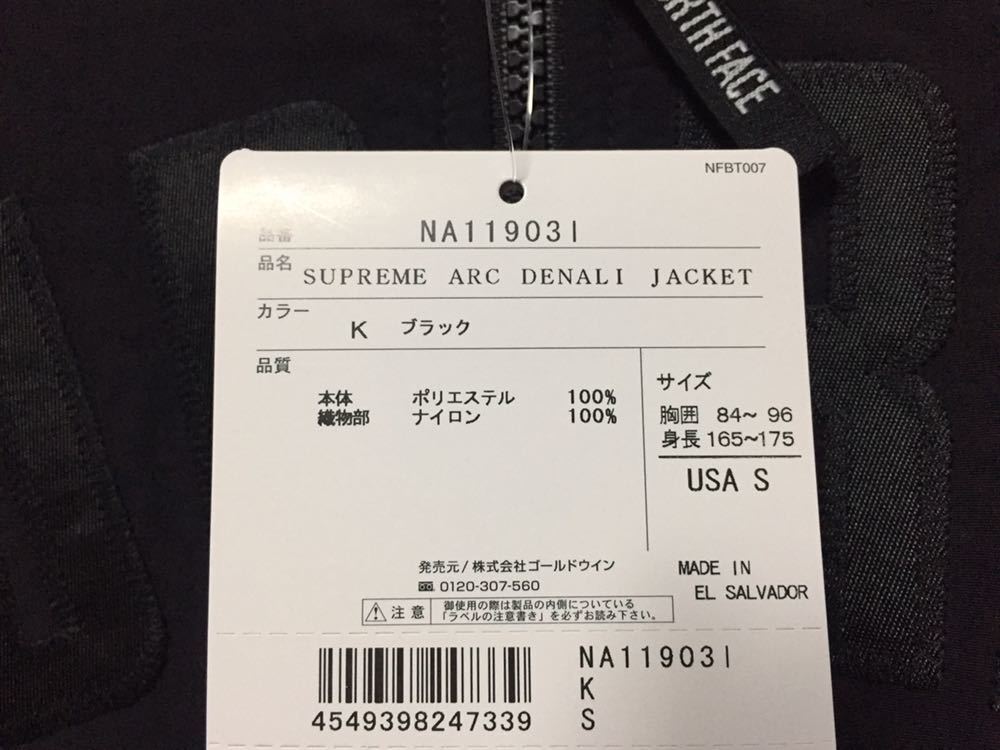 RTH FACE
NFBT007
品番 NA11903I
品名 SUPREME ARC DENALI JACKET
カラー K ブラック
品質
本体 ポリエステル 100%
織物部 ナイロン 100%
サイズ
胸囲 84〜 96
身長 165〜175
USA S
発売元/株式会社ゴールドウイン
0120-307-560
MADE IN
EL SALVADOR
注意
御使用の際は製品の内側についている
「ラベルの注意書き」を必ずお読み下さい。
NA11903I
K
S
4549398247339